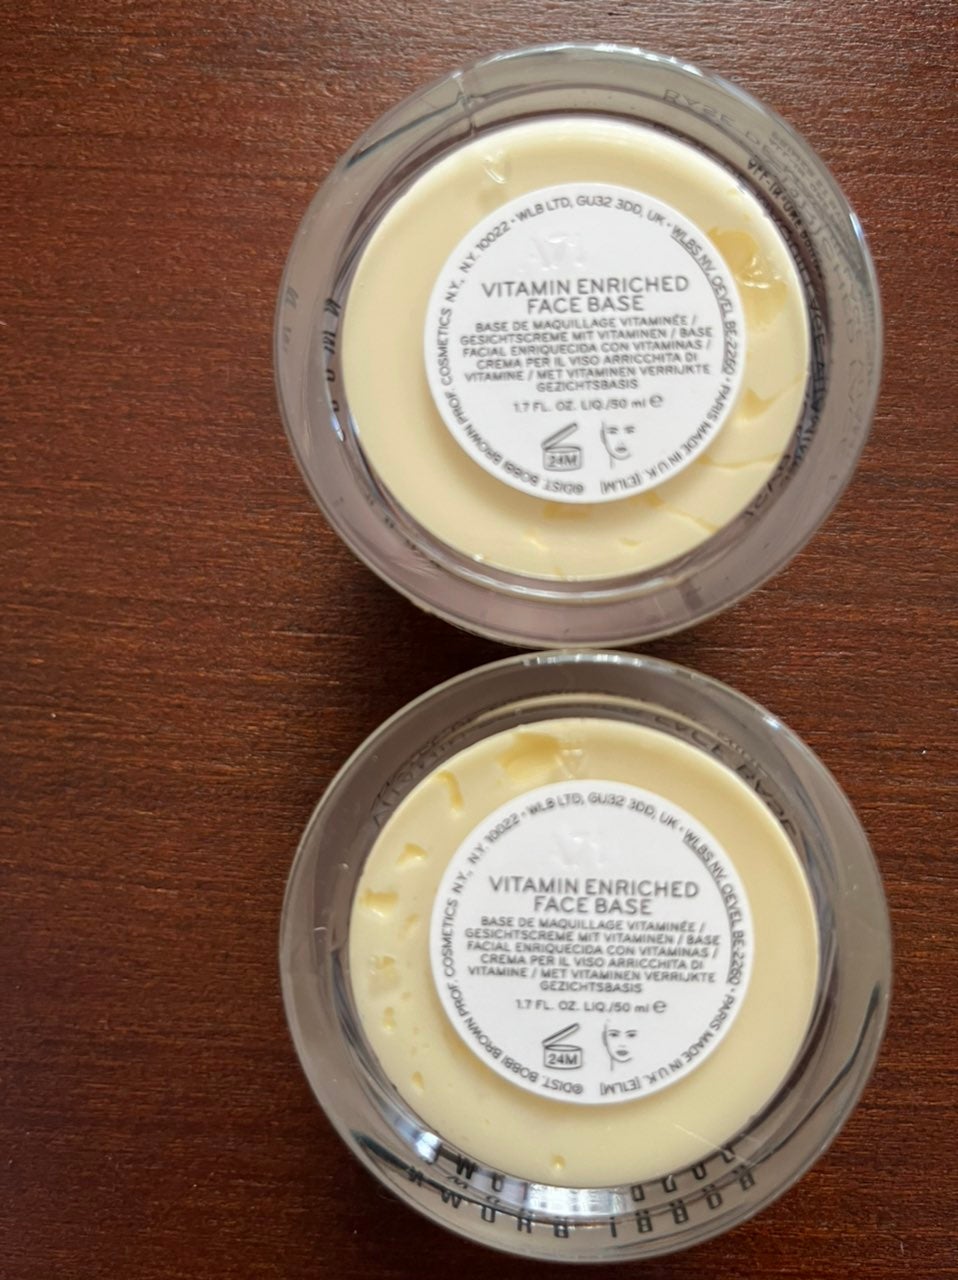 VITAMIN ENRICHED
FACE BASE
BASE DE MAQUILLAGE VITAMINÉE /
GESICHTSCREME MIT VITAMINEN / BASE
FACIAL ENRIQUECIDA CON VITAMINAS /
CREMA PER IL VISO ARRICCHITA DI
VITAMINE / MET VITAMINEN VERRIJKTE
GEZICHTSBASIS
1.7 FL. OZ. LIQ./50 ml ℮
24M
©DIST. BOBBI BROWN PROF. COSMETICS N.Y., N.Y. 10022 • WLB LTD, GU32 3DD, UK • WLBS NV, OEVEL BE-2260 • PARIS MADE IN U.K. [E1LM]
VITAMIN ENRICHED
FACE BASE
BASE DE MAQUILLAGE VITAMINÉE /
GESICHTSCREME MIT VITAMINEN / BASE
FACIAL ENRIQUECIDA CON VITAMINAS /
CREMA PER IL VISO ARRICCHITA DI
VITAMINE / MET VITAMINEN VERRIJKTE
GEZICHTSBASIS
1.7 FL. OZ. LIQ./50 ml ℮
24M
©DIST. BOBBI BROWN PROF. COSMETICS N.Y., N.Y. 10022 • WLB LTD, GU32 3DD, UK • WLBS NV, OEVEL BE-2260 • PARIS MADE IN U.K. [E1LM]
BOBBI BROWN